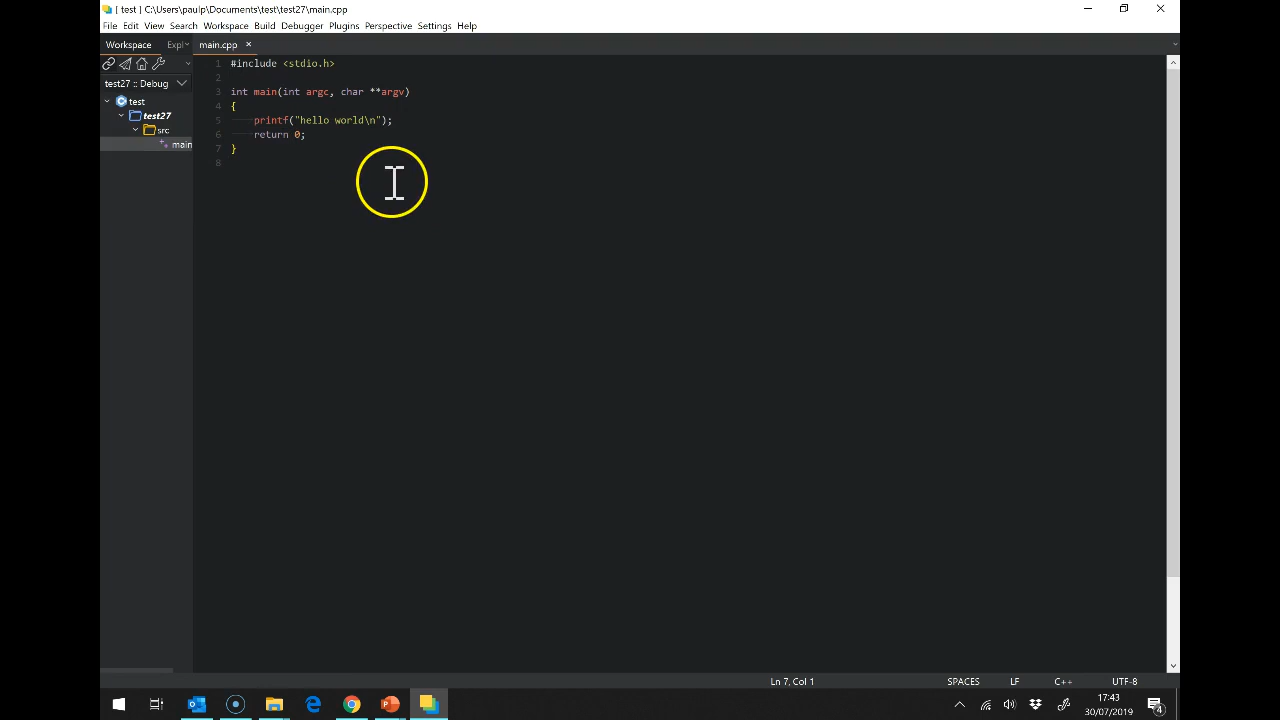 [ test ] C:\Users\paulp\Documents\test\test27\main.cpp
File Edit View Search Workspace Build Debugger Plugins Perspective Settings Help
Workspace Expl
main.cpp
test27 :: Debug
test
test27
src
main
1 #include <stdio.h>
2
3 int main(int argc, char **argv)
4 {
5 printf("hello world\n");
6 return 0;
7 }
8
Ln 7, Col 1 SPACES LF C++ UTF-8
17:43
30/07/2019
4